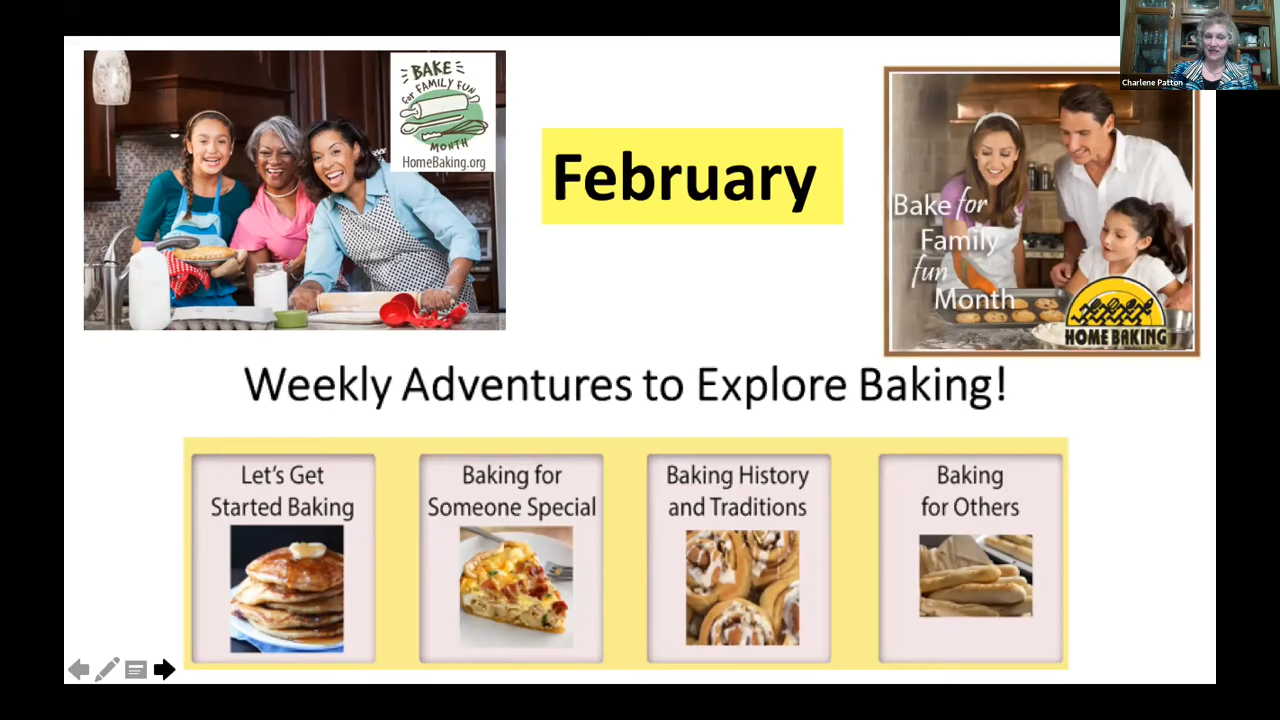 BAKE
for FAMILY FUN
MONTH
HomeBaking.org
February
Charlene Patton
Bake for
Family
fun
Month
HOME BAKING
Weekly Adventures to Explore Baking!
Let's Get
Started Baking
Baking for
Someone Special
Baking History
and Traditions
Baking
for Others